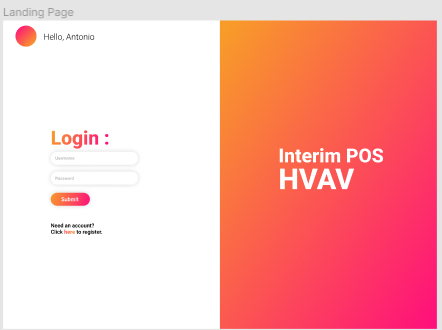 Landing Page
Hello, Antonio
Login :
Username
Password
Submit
Need an account?
Click here to register.
Interim POS
HVAV